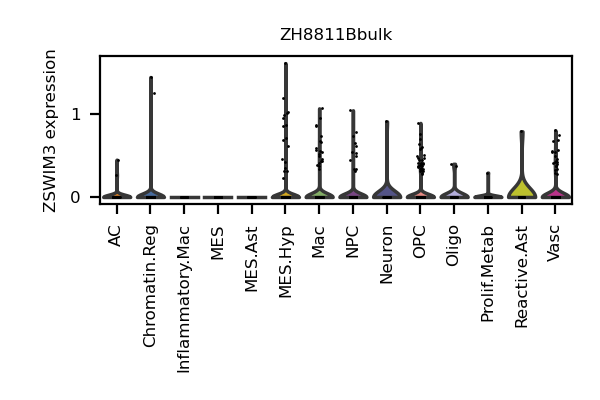 ZH8811Bbulk
ZSWIM3 expression
1
0
AC
Chromatin.Reg
Inflammatory.Mac
MES
MES.Ast
MES.Hyp
Mac
NPC
Neuron
OPC
Oligo
Prolif.Metab
Reactive.Ast
Vasc